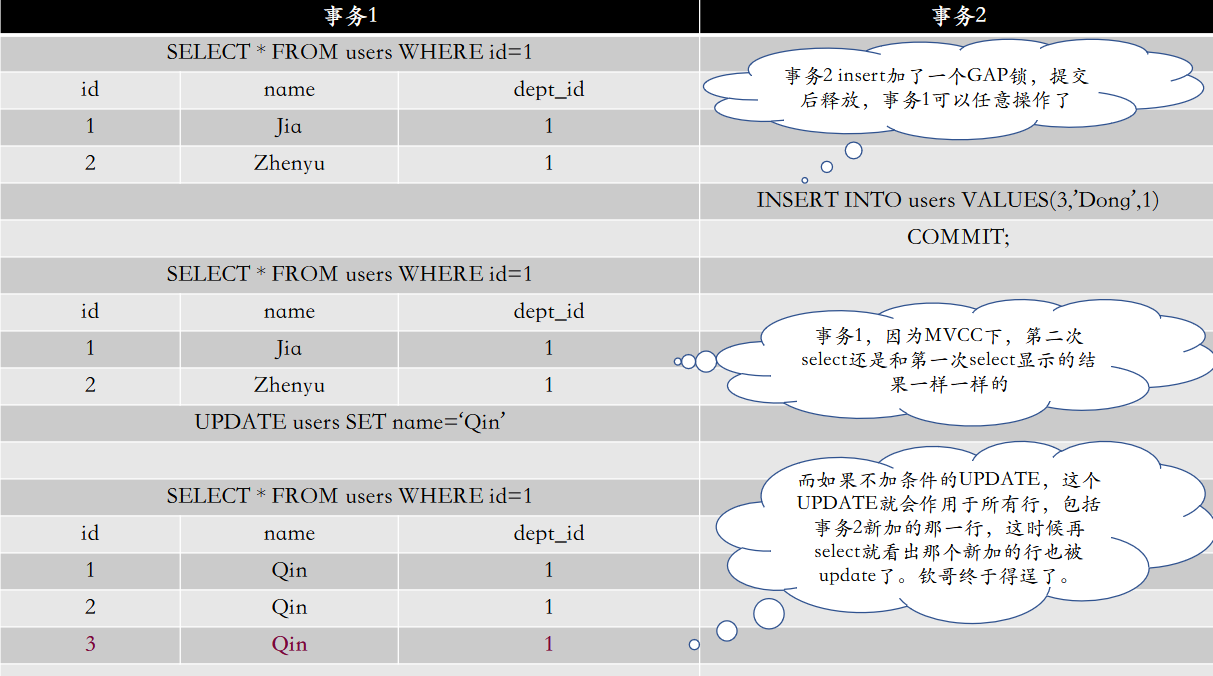 事务1 事务2
SELECT * FROM users WHERE id=1
id name dept_id
1 Jia 1
2 Zhenyu 1
事务2 insert加了一个GAP锁，提交
后释放，事务1可以任意操作了
INSERT INTO users VALUES(3,’Dong’,1)
COMMIT;
SELECT * FROM users WHERE id=1
id name dept_id
1 Jia 1
2 Zhenyu 1
事务1，因为MVCC下，第二次
select还是和第一次select显示的结
果一样一样的
UPDATE users SET name=‘Qin’
SELECT * FROM users WHERE id=1
id name dept_id
1 Qin 1
2 Qin 1
3 Qin 1
而如果不加条件的UPDATE，这个
UPDATE就会作用于所有行，包括
事务2新加的那一行，这时候再
select就看出那个新加的行也被
update了。钦哥终于得逞了。